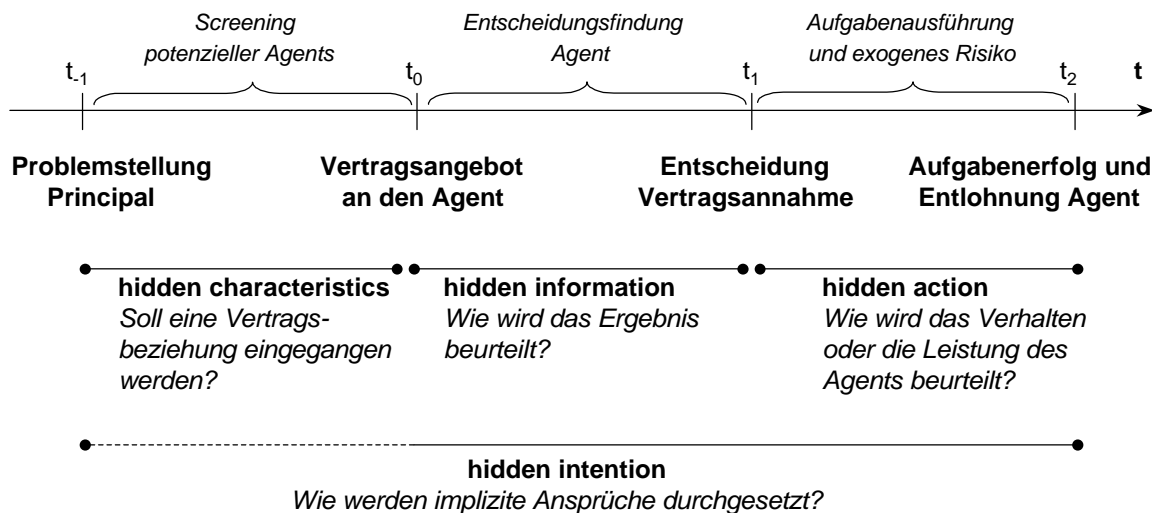 Screening
potenzieller Agents
Entscheidungsfindung
Agent
Aufgabenausführung
und exogenes Risiko
t-1
t0
t1
t2
t
Problemstellung
Principal
Vertragsangebot
an den Agent
Entscheidung
Vertragsannahme
Aufgabenerfolg und
Entlohnung Agent
hidden characteristics
Soll eine Vertrags-
beziehung eingegangen
werden?
hidden information
Wie wird das Ergebnis
beurteilt?
hidden action
Wie wird das Verhalten
oder die Leistung des
Agents beurteilt?
hidden intention
Wie werden implizite Ansprüche durchgesetzt?